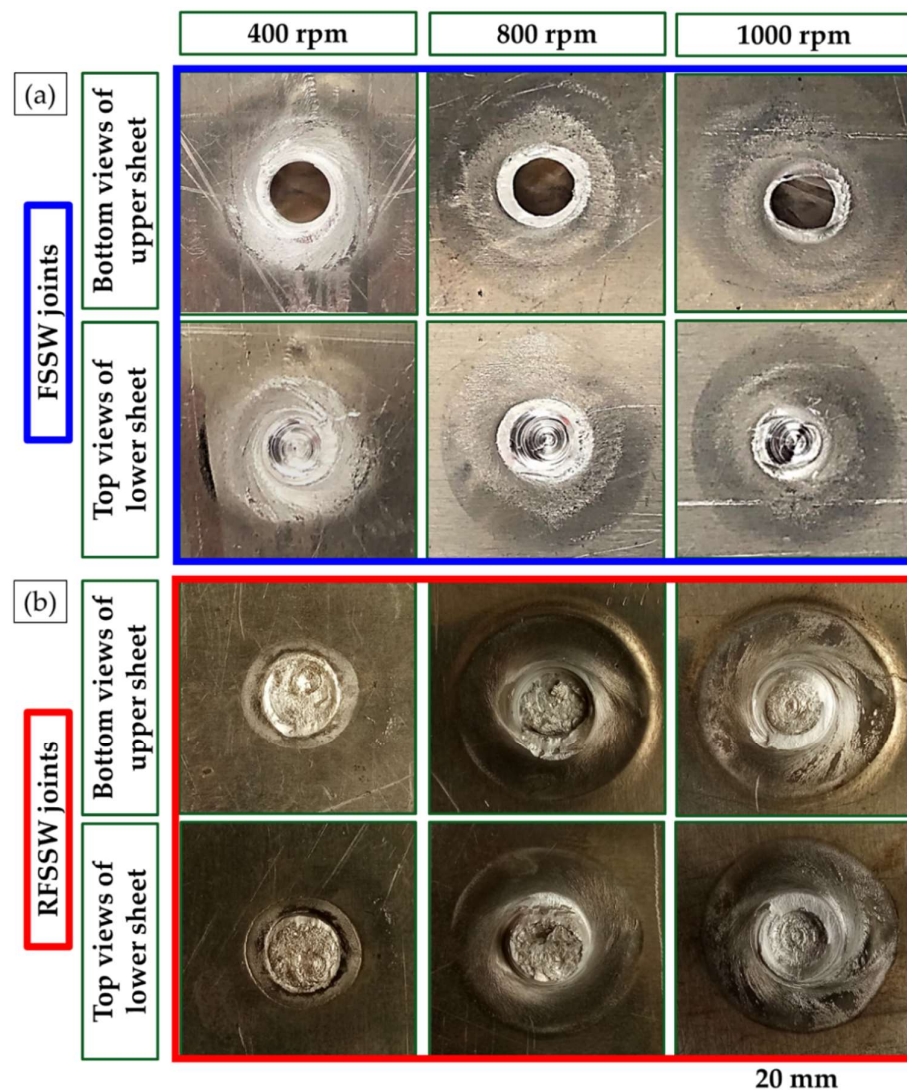 400 rpm
800 rpm
1000 rpm
(a)
FSSW joints
Bottom views of
upper sheet
Top views of
lower sheet
(b)
RFSSW joints
Bottom views of
upper sheet
Top views of
lower sheet
20 mm